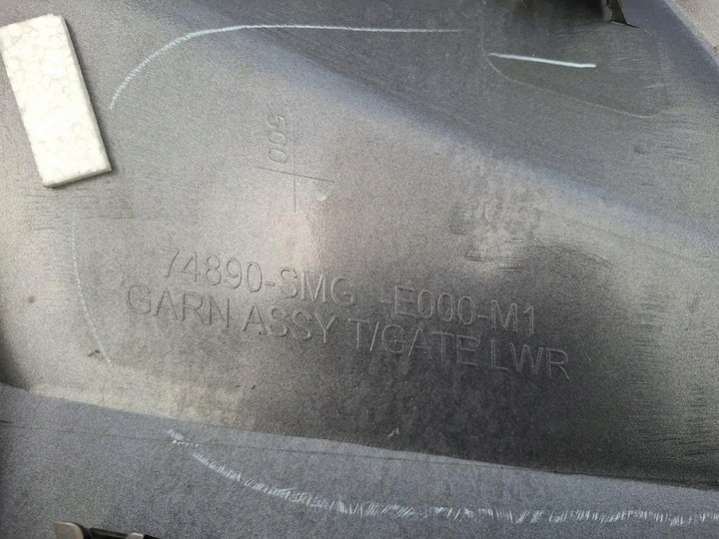 500
74890-SMG -E000-M1
GARN ASSY T/GATE LWR